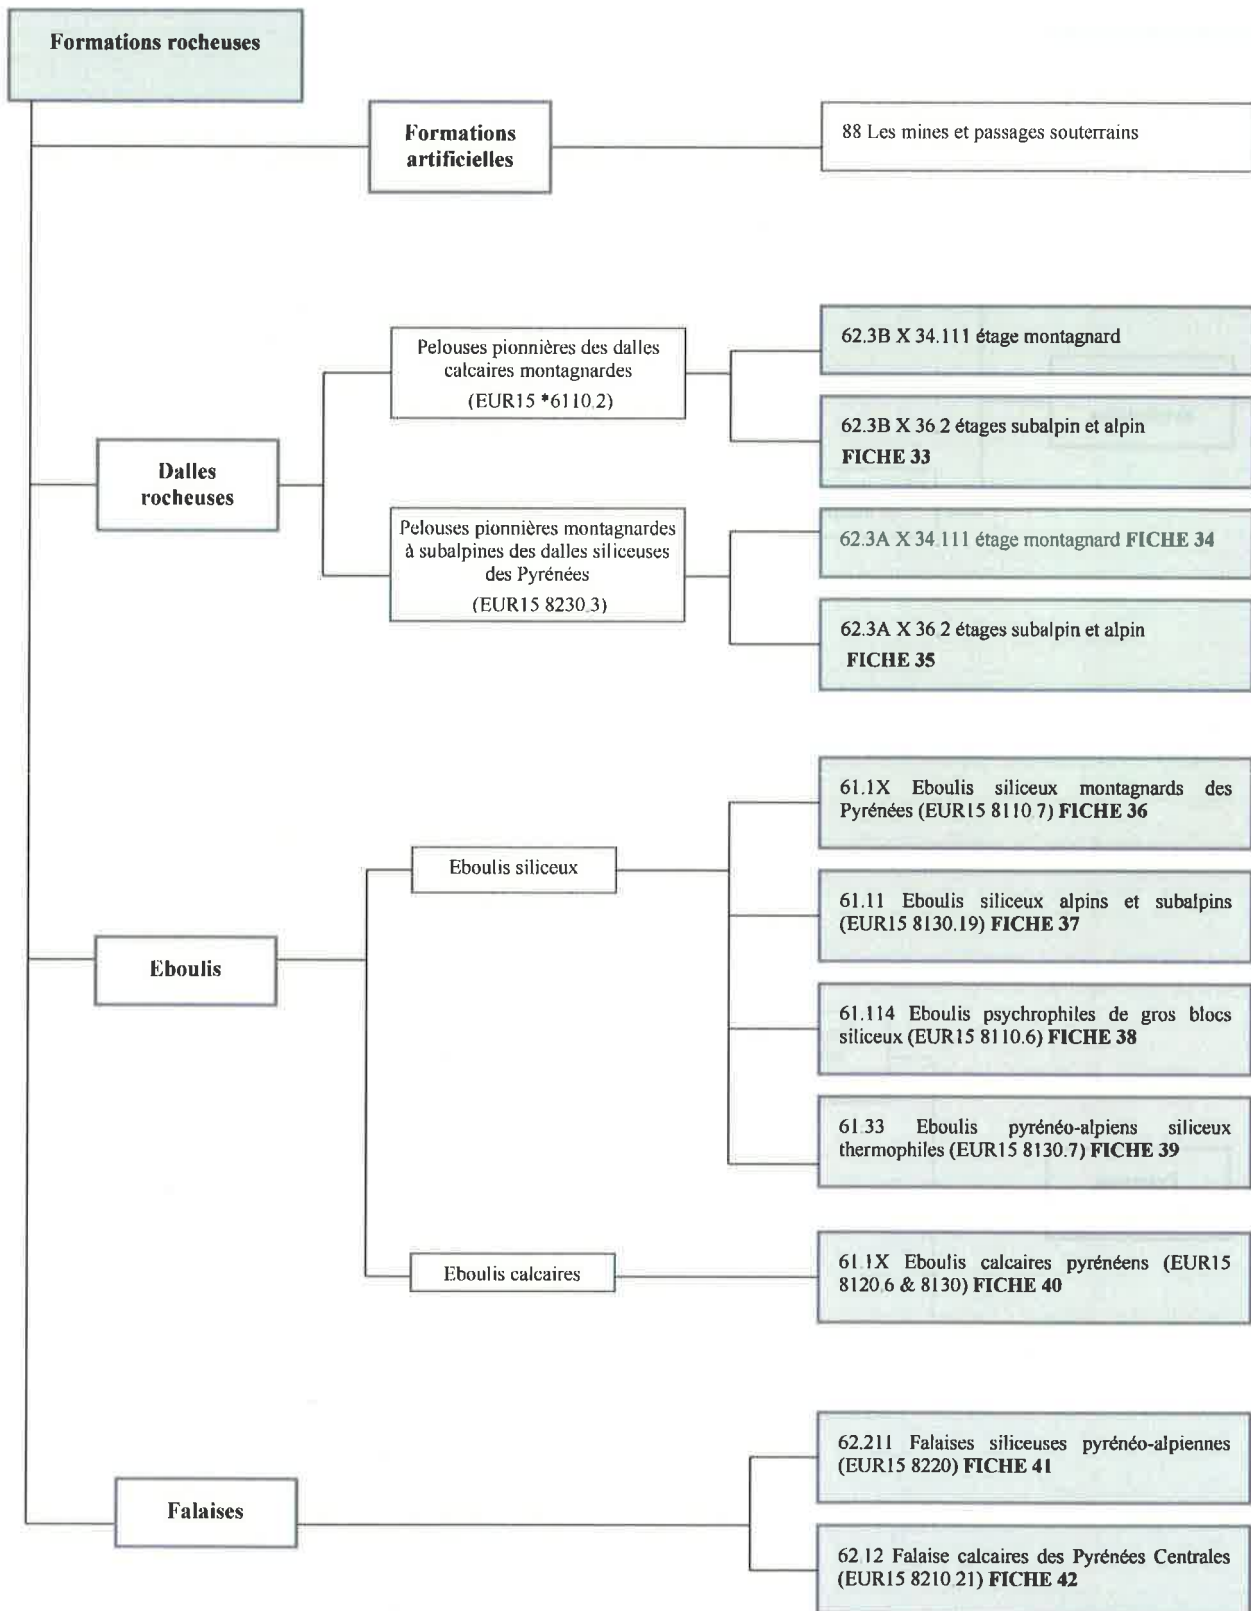 Formations rocheuses
Formations
artificielles
88 Les mines et passages souterrains
Pelouses pionnières des dalles
calcaires montagnardes
(EUR15 *6110.2)
62.3B X 34.111 étage montagnard
62.3B X 36.2 étages subalpin et alpin
FICHE 33
Dalles
rocheuses
Pelouses pionnières montagnardes
à subalpines des dalles siliceuses
des Pyrénées
(EUR15 8230.3)
62.3A X 34.111 étage montagnard FICHE 34
62.3A X 36.2 étages subalpin et alpin
FICHE 35
61.1X Eboulis siliceux montagnards des
Pyrénées (EUR15 8110.7) FICHE 36
Eboulis siliceux
61.11 Eboulis siliceux alpins et subalpins
(EUR15 8130.19) FICHE 37
Eboulis
61.114 Eboulis psychrophiles de gros blocs
siliceux (EUR15 8110.6) FICHE 38
61.33 Eboulis pyrénéo-alpiens siliceux
thermophiles (EUR15 8130.7) FICHE 39
Eboulis calcaires
61.1X Eboulis calcaires pyrénéens (EUR15
8120.6 & 8130) FICHE 40
62.211 Falaises siliceuses pyrénéo-alpiennes
(EUR15 8220) FICHE 41
Falaises
62.12 Falaise calcaires des Pyrénées Centrales
(EUR15 8210.21) FICHE 42